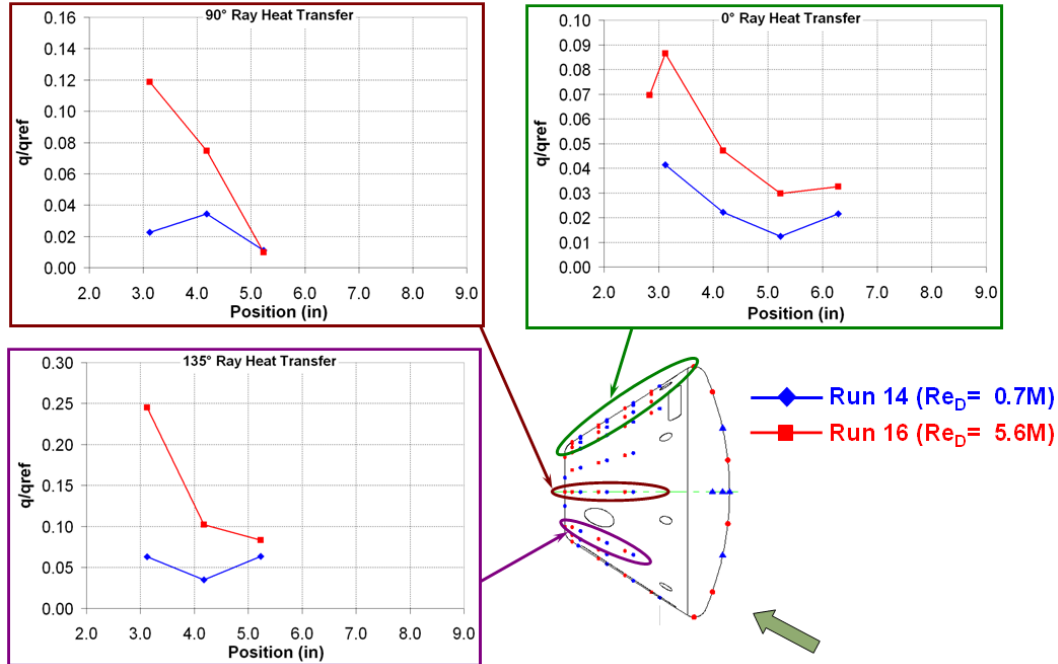 90° Ray Heat Transfer
0.16
0.14
0.12
0.10
0.08
0.06
0.04
0.02
0.00
q/qref
2.0 3.0 4.0 5.0 6.0 7.0 8.0 9.0
Position (in)
0° Ray Heat Transfer
0.10
0.09
0.08
0.07
0.06
0.05
0.04
0.03
0.02
0.01
0.00
q/qref
2.0 3.0 4.0 5.0 6.0 7.0 8.0 9.0
Position (in)
135° Ray Heat Transfer
0.30
0.25
0.20
0.15
0.10
0.05
0.00
q/qref
2.0 3.0 4.0 5.0 6.0 7.0 8.0 9.0
Position (in)
Run 14 (ReD= 0.7M)
Run 16 (ReD= 5.6M)